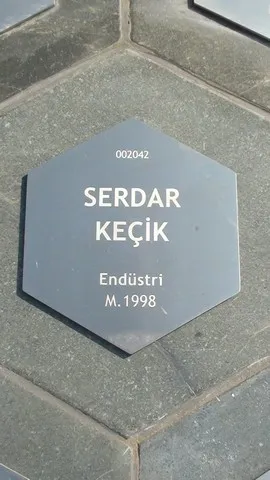 002042
SERDAR
KEÇİK
Endüstri
M.1998